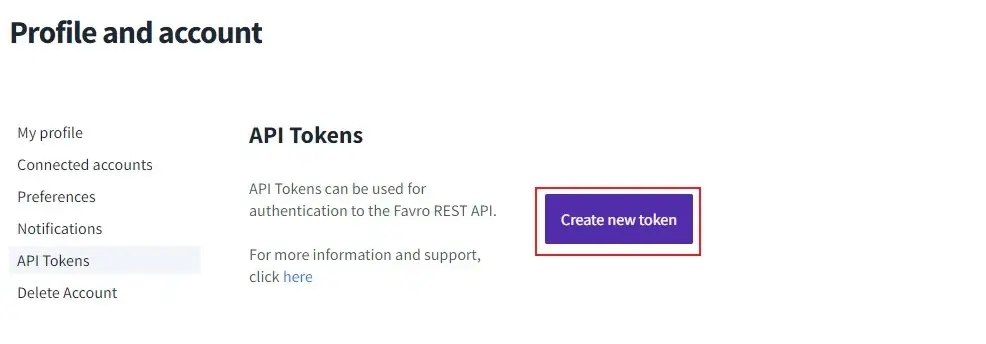 Profile and account
My profile
Connected accounts
Preferences
Notifications
API Tokens
Delete Account
API Tokens
API Tokens can be used for
authentication to the Favro REST API.
For more information and support,
click here
Create new token